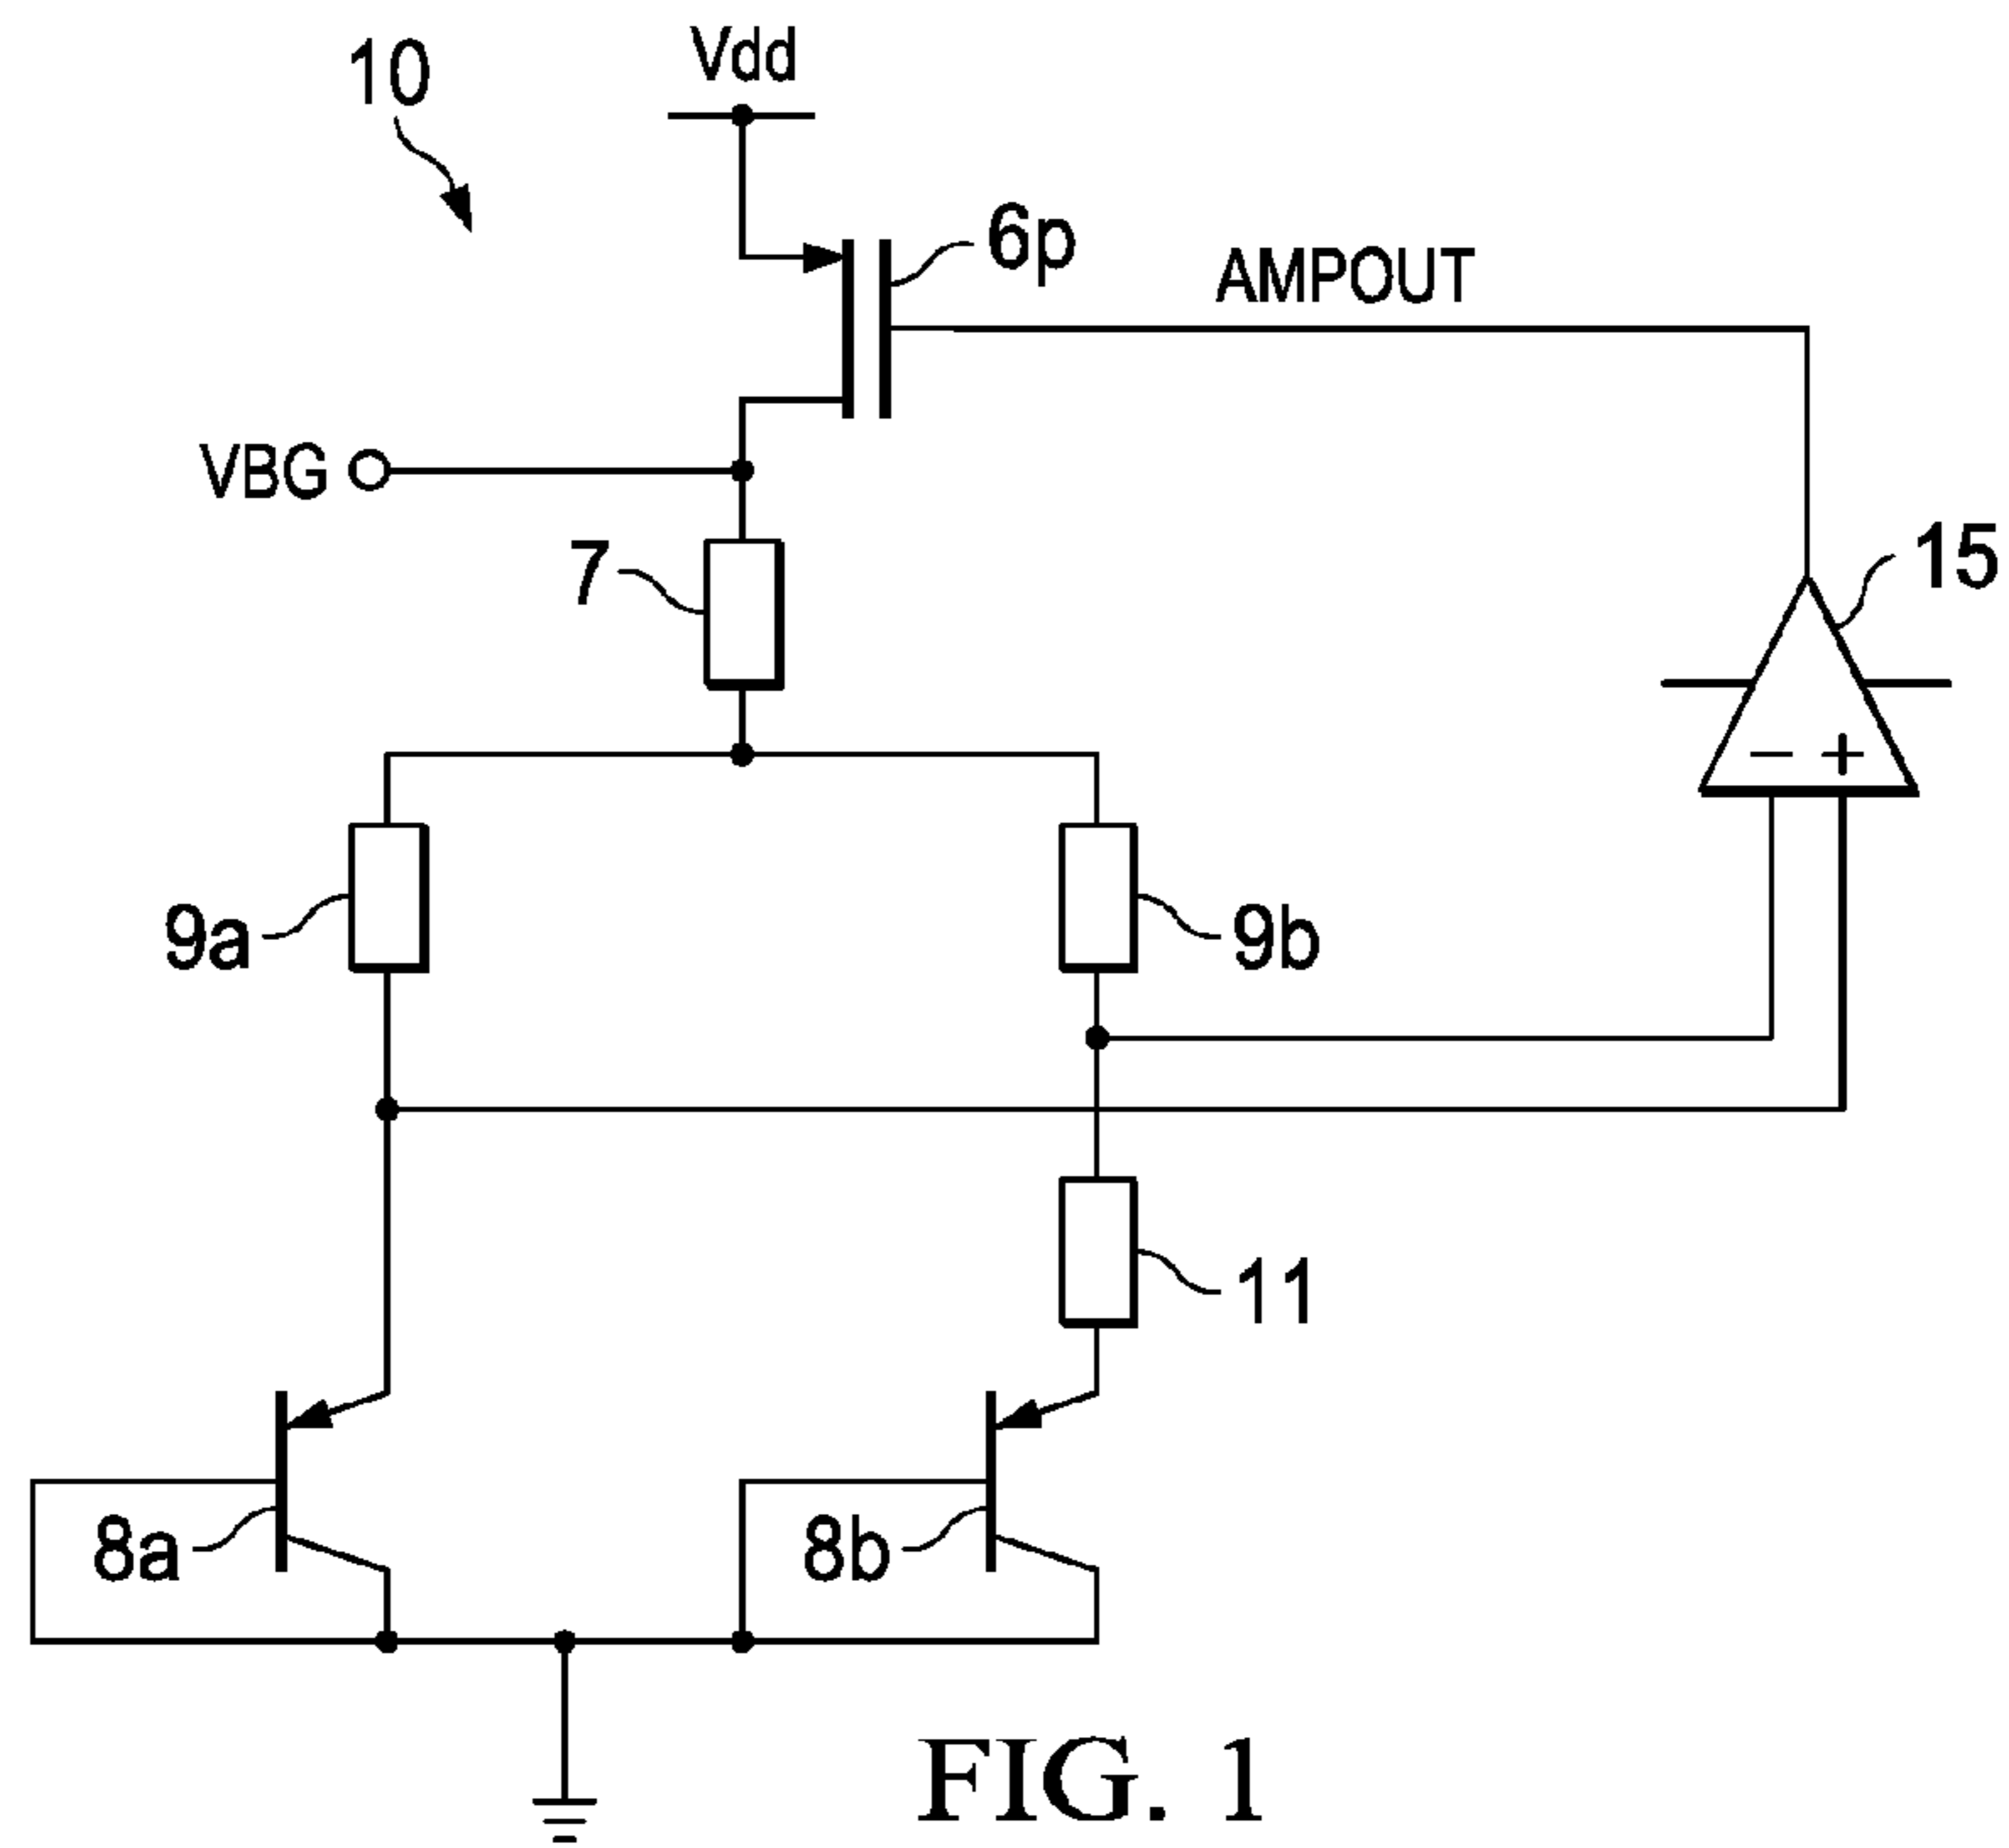 10
Vdd
6p
AMPOUT
VBG
7
15
− +
9a
9b
11
8a
8b
FIG. 1